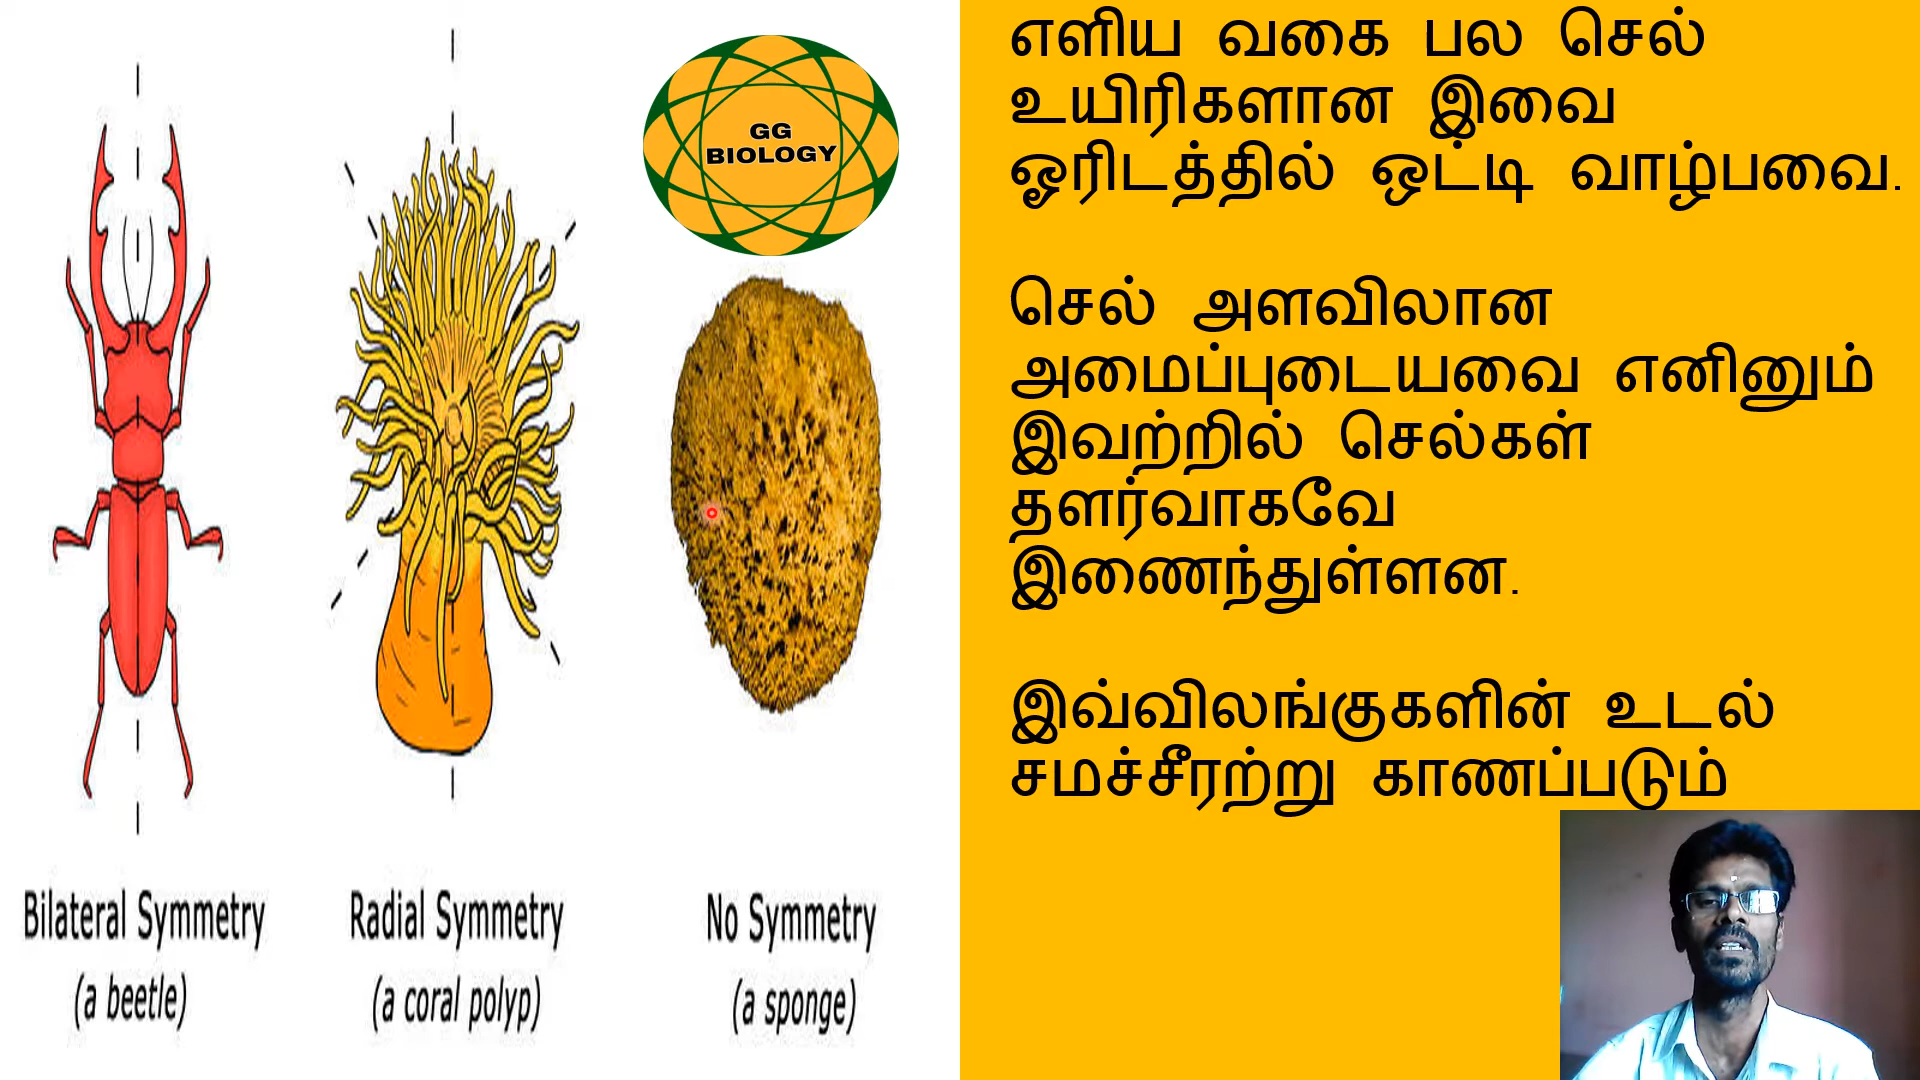 GG
BIOLOGY
Bilateral Symmetry
(a beetle)
Radial Symmetry
(a coral polyp)
No Symmetry
(a sponge)
எளிய வகை பல செல்
உயிரிகளான இவை
ஓரிடத்தில் ஒட்டி வாழ்பவை.
செல் அளவிலான
அமைப்புடையவை எனினும்
இவற்றில் செல்கள்
தளர்வாகவே
இணைந்துள்ளன.
இவ்விலங்குகளின் உடல்
சமச்சீரற்று காணப்படும்